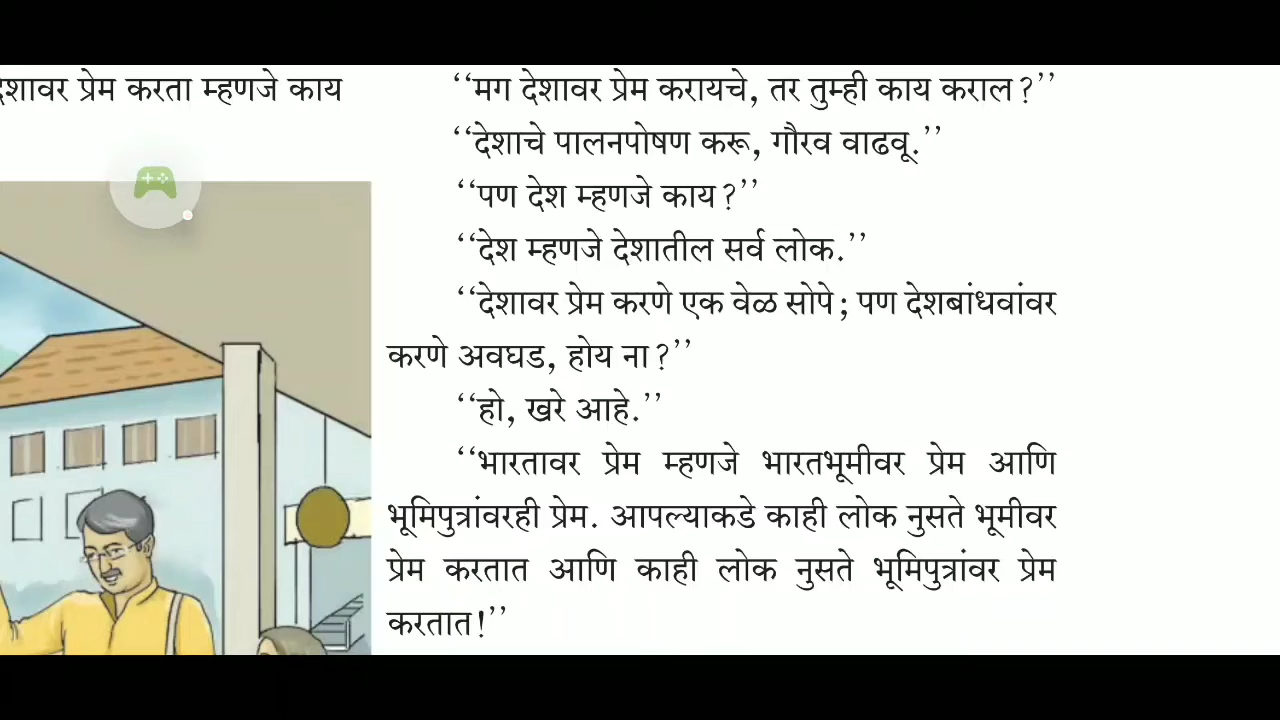 देशावर प्रेम करता म्हणजे काय
‘‘मग देशावर प्रेम करायचे, तर तुम्ही काय कराल?’’
‘‘देशाचे पालनपोषण करू, गौरव वाढवू.’’
‘‘पण देश म्हणजे काय?’’
‘‘देश म्हणजे देशातील सर्व लोक.’’
‘‘देशावर प्रेम करणे एक वेळ सोपे; पण देशबांधवांवर
करणे अवघड, होय ना?’’
‘‘हो, खरे आहे.’’
‘‘भारतावर प्रेम म्हणजे भारतभूमीवर प्रेम आणि
भूमिपुत्रांवरही प्रेम. आपल्याकडे काही लोक नुसते भूमीवर
प्रेम करतात आणि काही लोक नुसते भूमिपुत्रांवर प्रेम
करतात!’’